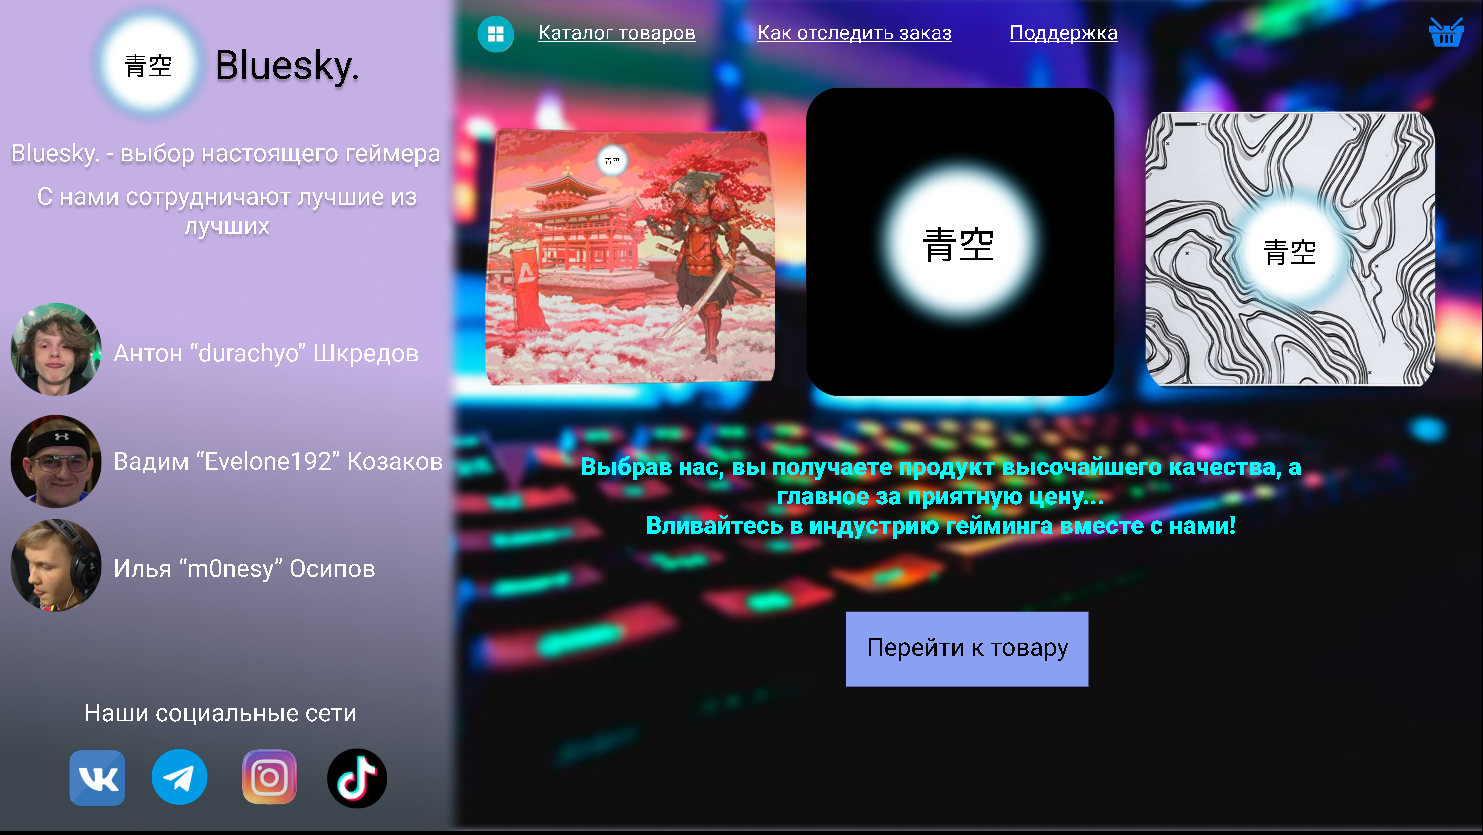 青空
Bluesky.
Bluesky. - выбор настоящего геймера
С нами сотрудничают лучшие из
лучших
Антон “durachyo” Шкредов
Вадим “Evelone192” Козаков
Илья “m0nesy” Осипов
Наши социальные сети
Каталог товаров
Как отследить заказ
Поддержка
青空
青空
青空
Выбрав нас, вы получаете продукт высочайшего качества, а
главное за приятную цену...
Вливайтесь в индустрию гейминга вместе с нами!
Перейти к товару